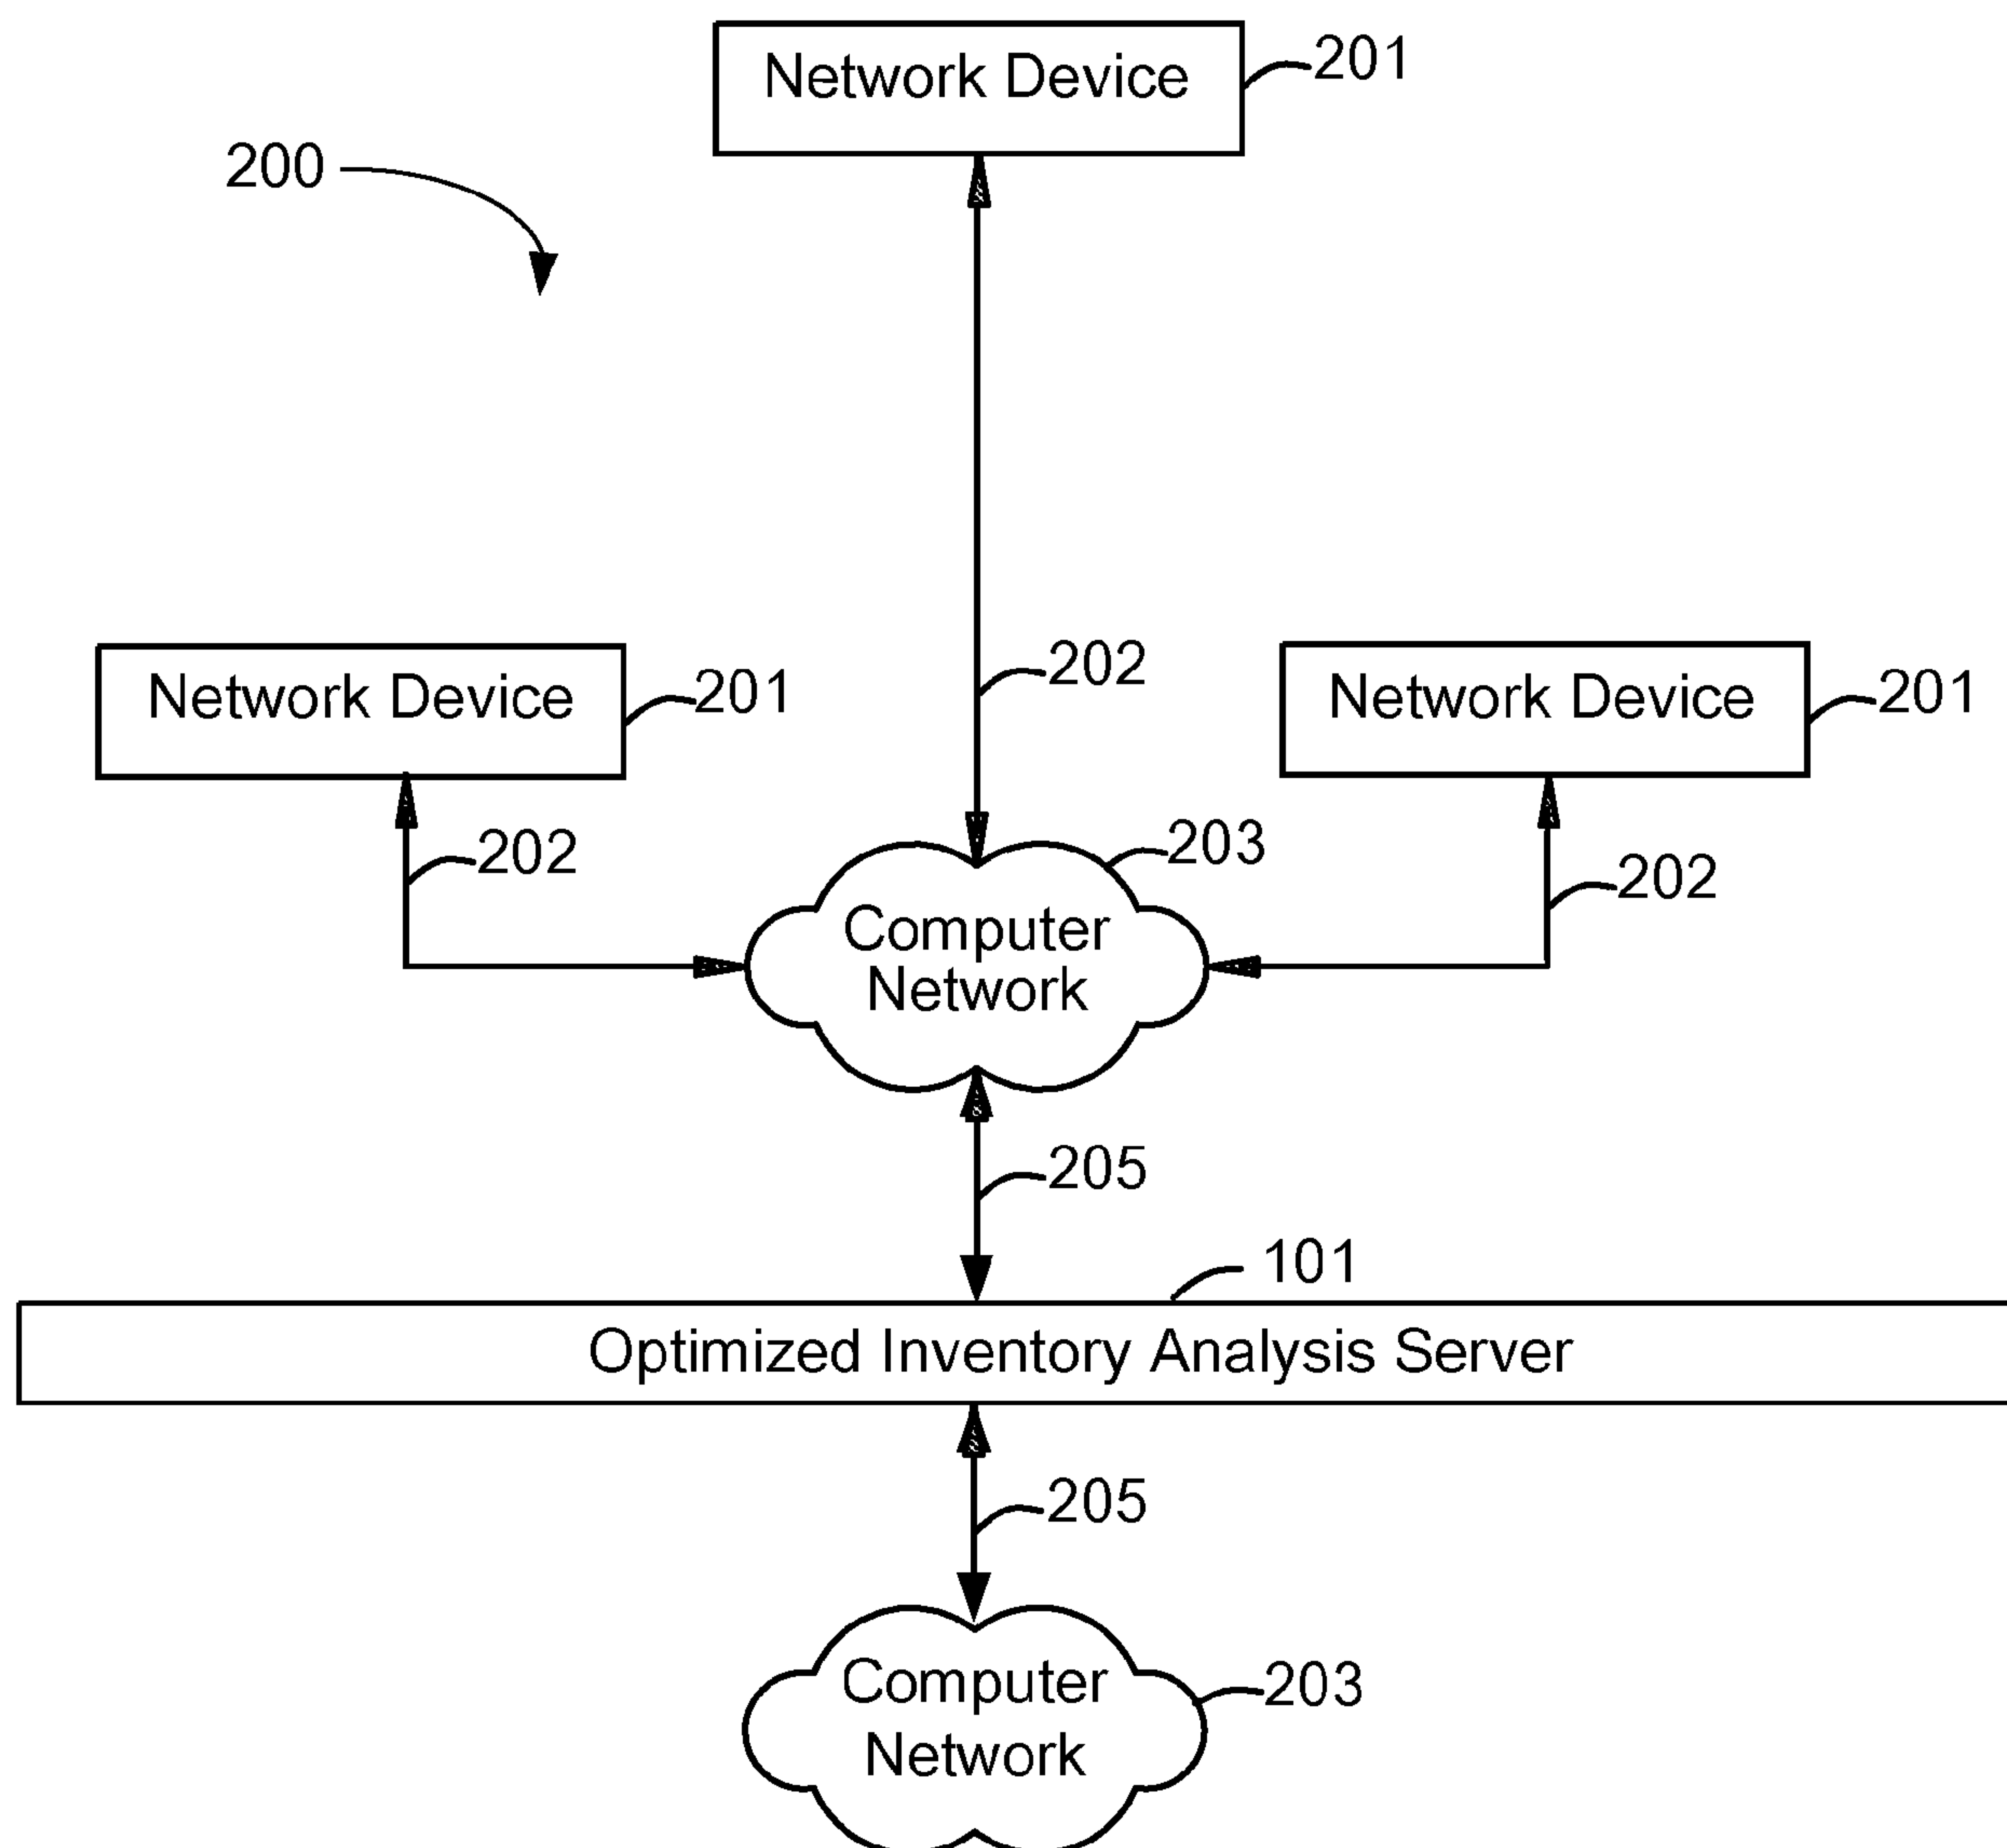 Network Device
201
200
202
Network Device
201
Network Device
201
202
203
202
Computer
Network
205
101
Optimized Inventory Analysis Server
205
Computer
Network
203